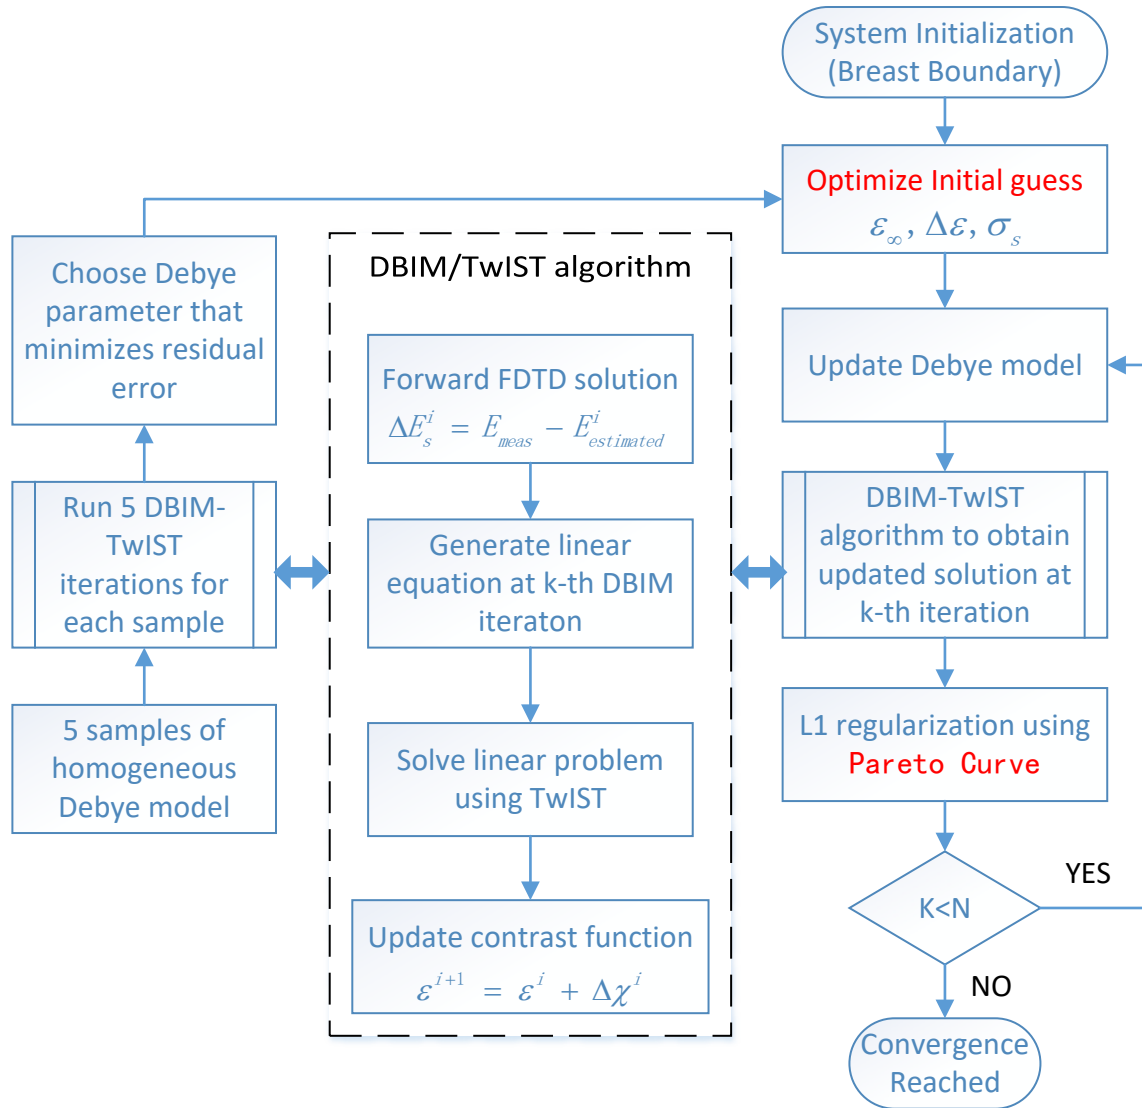 System Initialization
(Breast Boundary)
Optimize Initial guess
ε∞, Δε, σs
Update Debye model
DBIM-TwIST
algorithm to obtain
updated solution at
k-th iteration
L1 regularization using
Pareto Curve
K<N
YES
NO
Convergence
Reached
DBIM/TwIST algorithm
Forward FDTD solution
ΔE_s^i = E_meas − E_estimated^i
Generate linear
equation at k-th DBIM
iteraton
Solve linear problem
using TwIST
Update contrast function
ε^{i+1} = ε^i + Δχ^i
Choose Debye
parameter that
minimizes residual
error
Run 5 DBIM-
TwIST
iterations for
each sample
5 samples of
homogeneous
Debye model